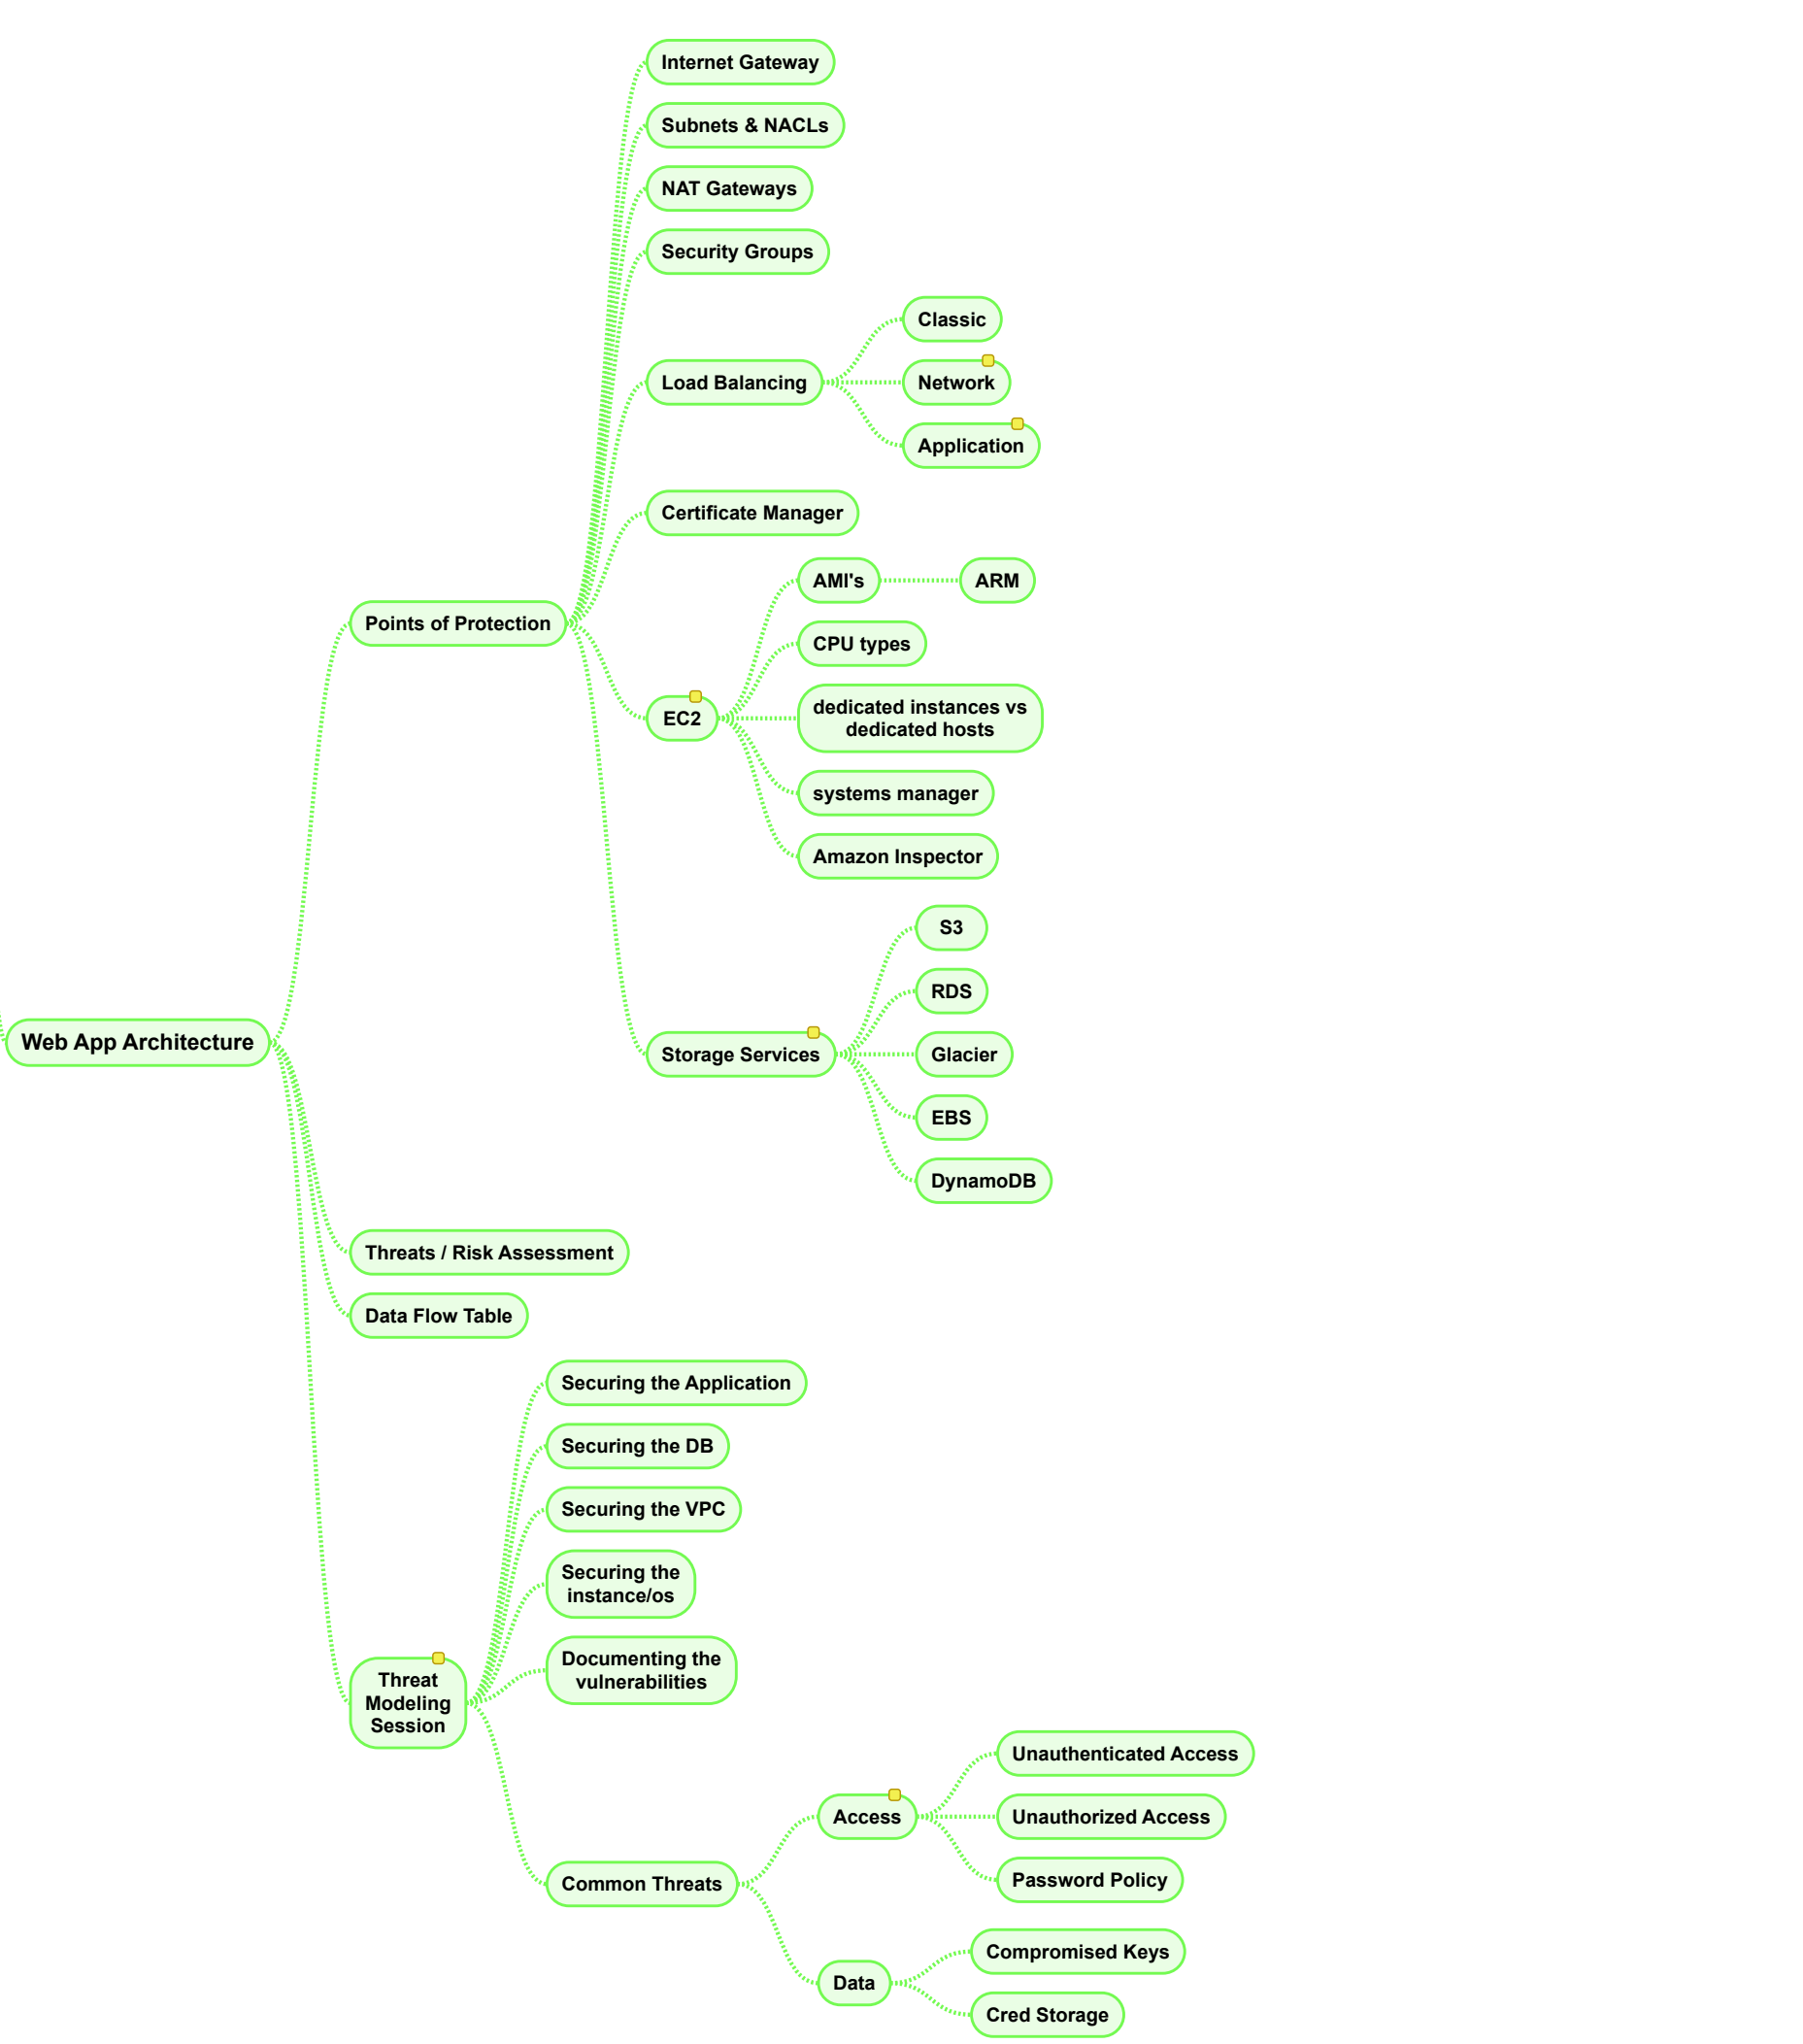 Internet Gateway
Subnets & NACLs
NAT Gateways
Security Groups
Classic
Load Balancing
Network
Application
Certificate Manager
AMI's
ARM
Points of Protection
CPU types
dedicated instances vs
dedicated hosts
EC2
systems manager
Amazon Inspector
S3
RDS
Web App Architecture
Storage Services
Glacier
EBS
DynamoDB
Threats / Risk Assessment
Data Flow Table
Securing the Application
Securing the DB
Securing the VPC
Securing the
instance/os
Documenting the
vulnerabilities
Threat
Modeling
Session
Unauthenticated Access
Access
Unauthorized Access
Password Policy
Common Threats
Compromised Keys
Data
Cred Storage